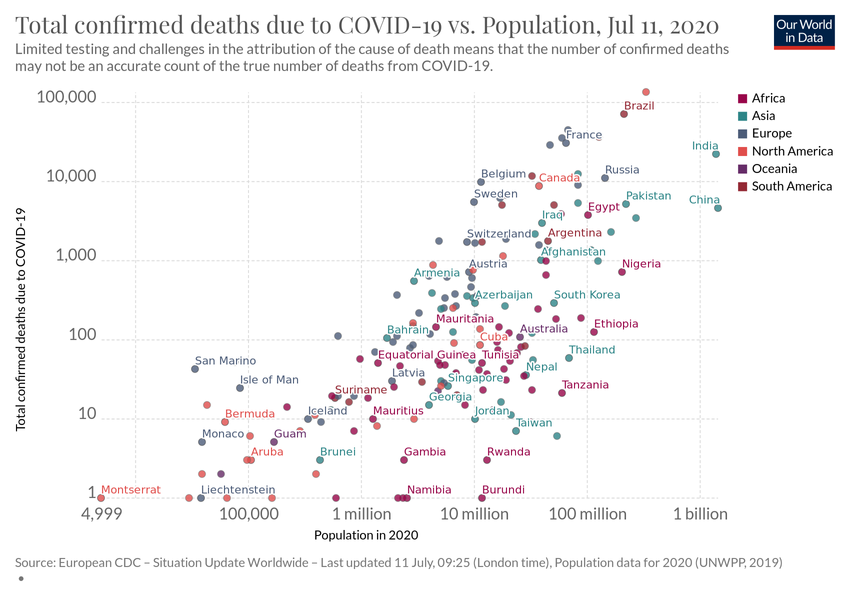 Total confirmed deaths due to COVID-19 vs. Population, Jul 11, 2020
Limited testing and challenges in the attribution of the cause of death means that the number of confirmed deaths
may not be an accurate count of the true number of deaths from COVID-19.
Our World
in Data
Total confirmed deaths due to COVID-19
100,000
10,000
1,000
100
10
1
Brazil
France
India
Belgium
Canada
Russia
Sweden
Pakistan
China
Iraq
Egypt
Switzerland
Argentina
Austria
Afghanistan
Nigeria
Armenia
Azerbaijan
South Korea
Mauritania
Bahrain
Cuba
Australia
Ethiopia
San Marino
Equatorial Guinea
Tunisia
Thailand
Isle of Man
Latvia
Singapore
Nepal
Suriname
Tanzania
Georgia
Bermuda
Iceland
Mauritius
Jordan
Monaco
Guam
Taiwan
Aruba
Brunei
Gambia
Rwanda
Montserrat
Liechtenstein
Namibia
Burundi
4,999
100,000
1 million
10 million
100 million
1 billion
Population in 2020
Africa
Asia
Europe
North America
Oceania
South America
Source: European CDC – Situation Update Worldwide – Last updated 11 July, 09:25 (London time), Population data for 2020 (UNWPP, 2019)